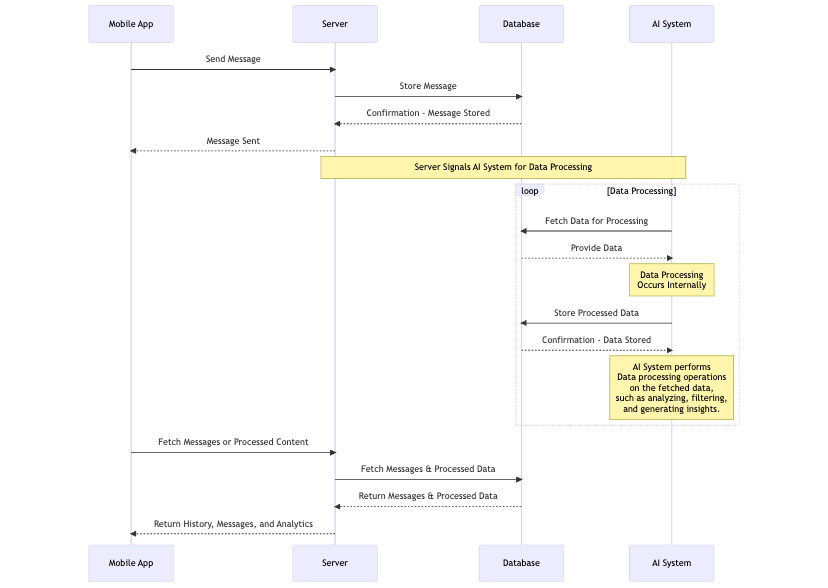 Mobile App
Server
Database
AI System
Send Message
Store Message
Confirmation - Message Stored
Message Sent
Server Signals AI System for Data Processing
loop
[Data Processing]
Fetch Data for Processing
Provide Data
Data Processing
Occurs Internally
Store Processed Data
Confirmation - Data Stored
AI System performs
Data processing operations
on the fetched data,
such as analyzing, filtering,
and generating insights.
Fetch Messages or Processed Content
Fetch Messages & Processed Data
Return Messages & Processed Data
Return History, Messages, and Analytics
Mobile App
Server
Database
AI System